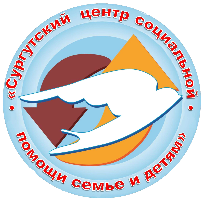 «Сургутский центр социальной
помощи семье и детям»